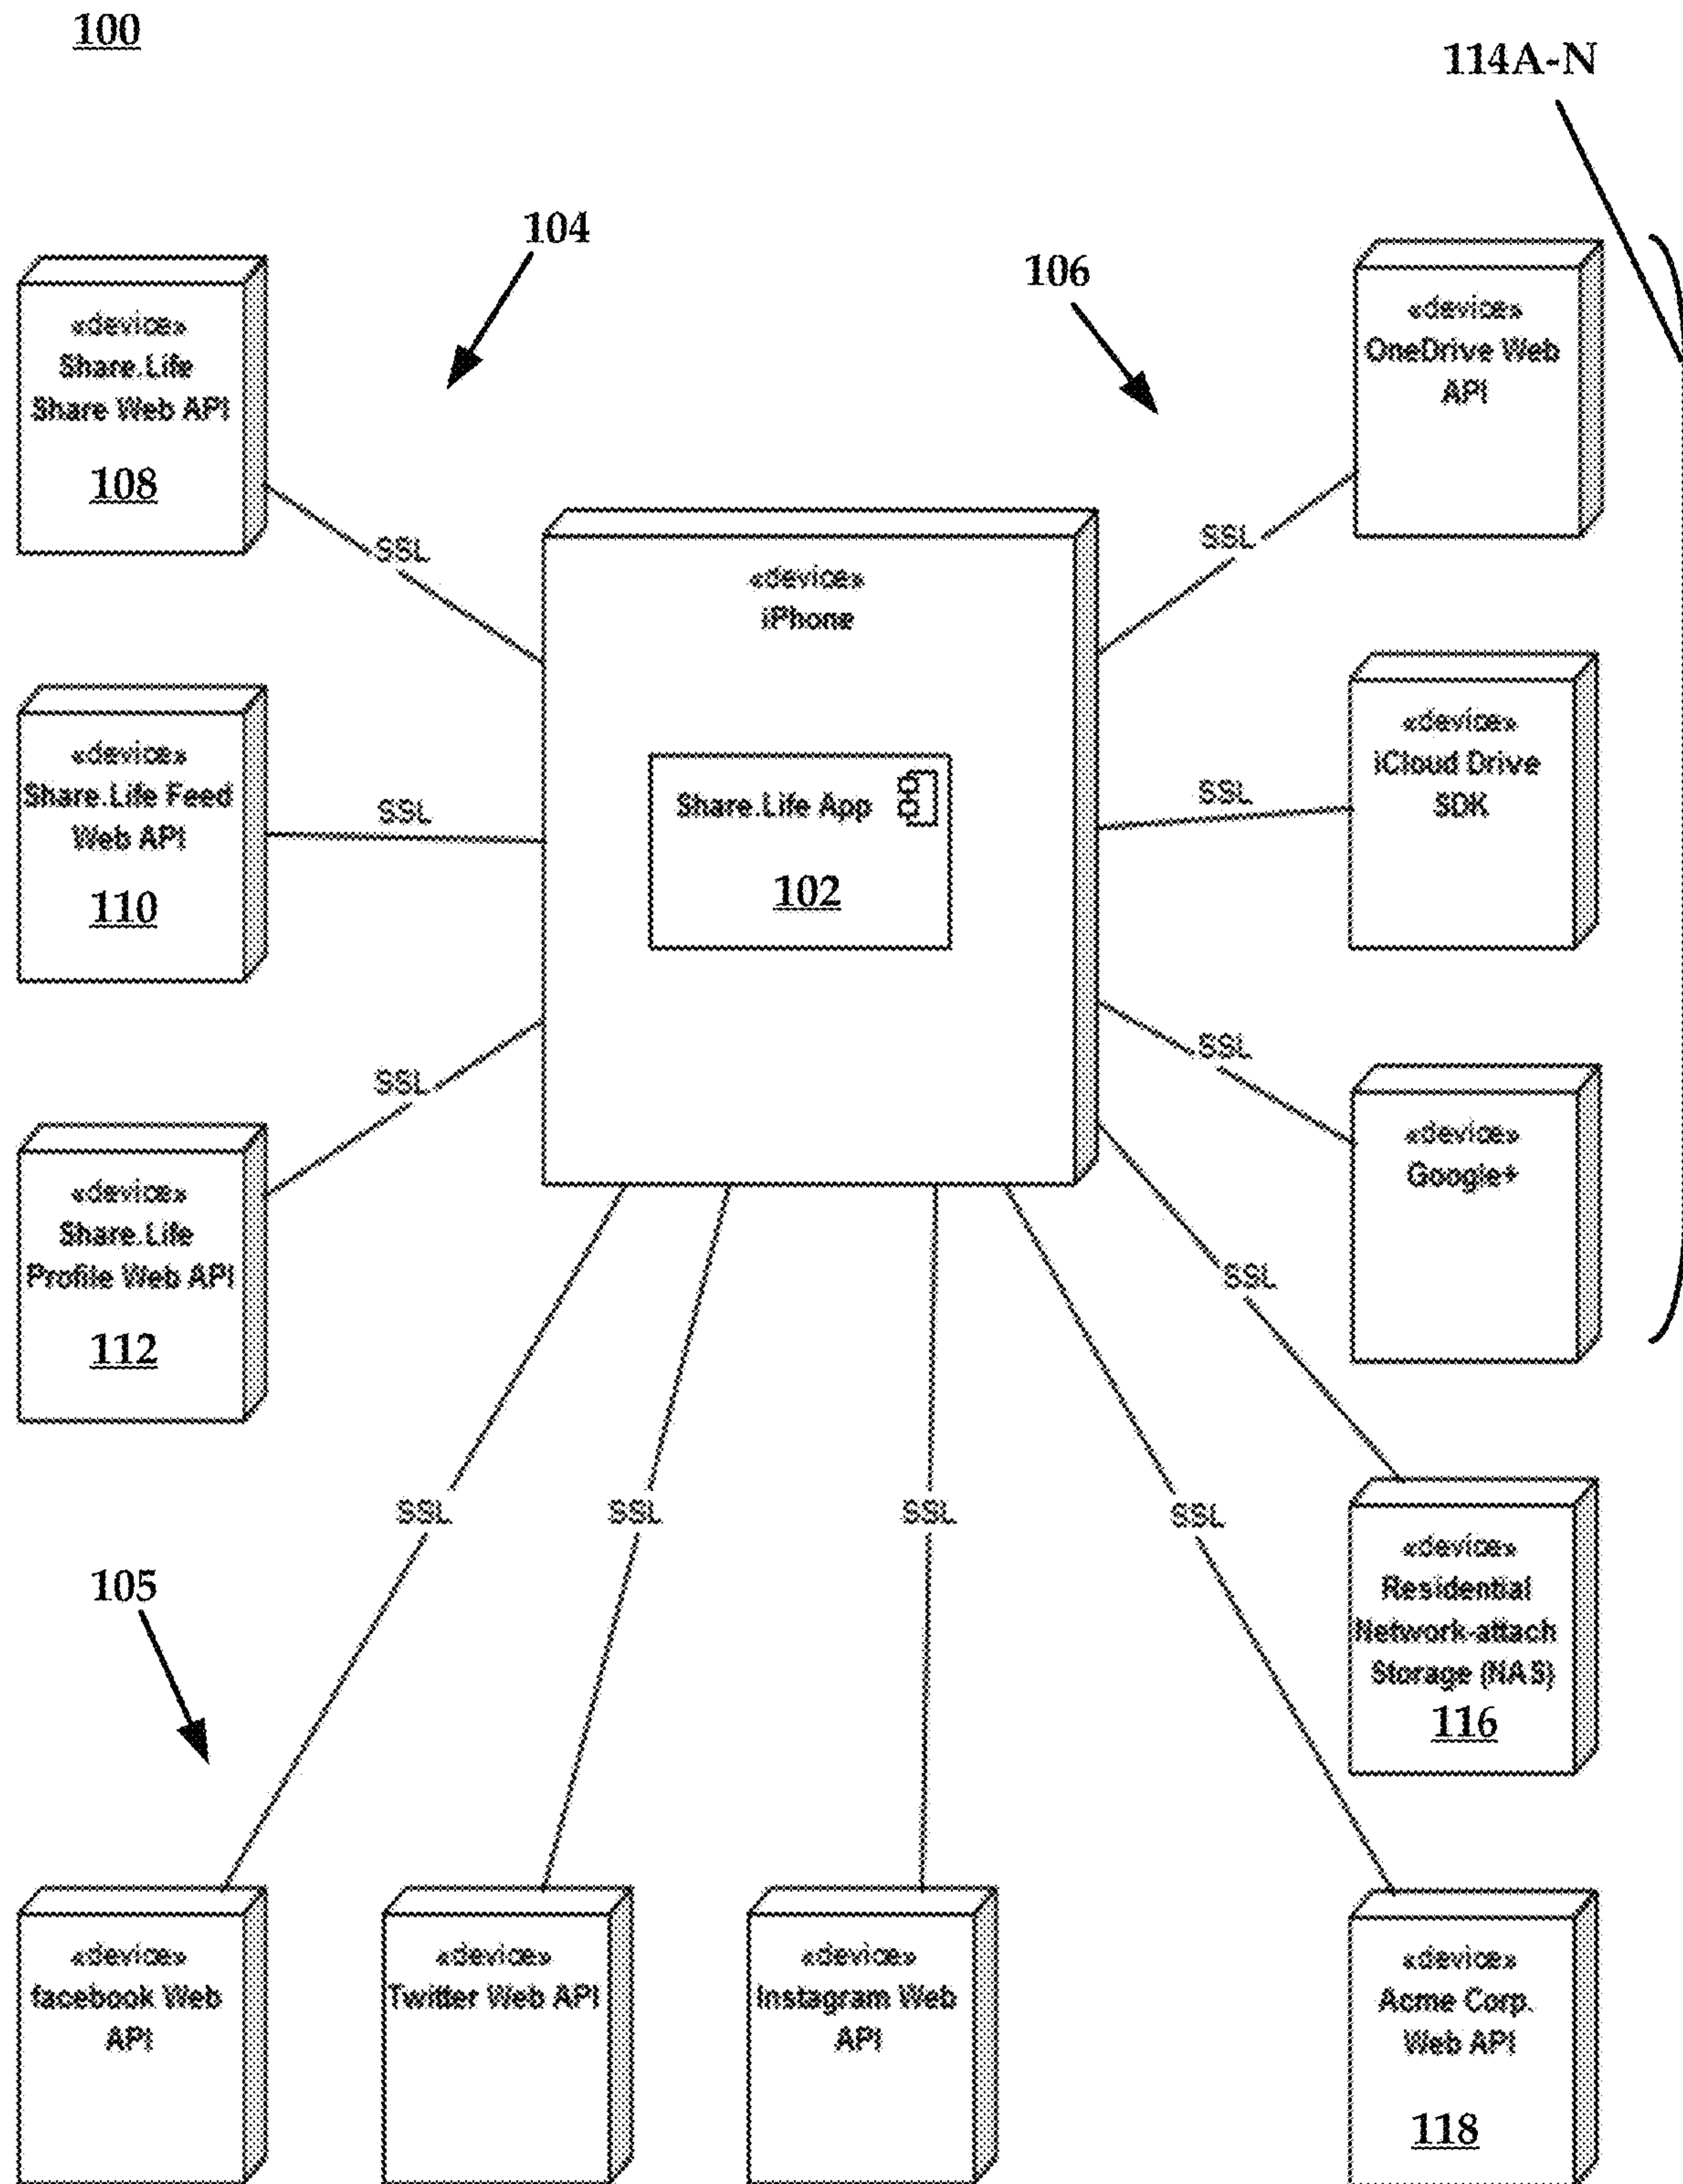 100
114A-N
104
106
«device»
Share.Life
Share Web API
108
«device»
OneDrive Web
API
SSL
SSL
«device»
iPhone
«device»
Share.Life Feed
Web API
110
SSL
Share.Life App
102
SSL
«device»
iCloud Drive
SDK
SSL
SSL
«device»
Share.Life
Profile Web API
112
«device»
Google+
SSL
SSL
SSL
SSL
SSL
105
«device»
Residential
Network-attach
Storage (NAS)
116
«device»
facebook Web
API
«device»
Twitter Web API
«device»
Instagram Web
API
«device»
Acme Corp.
Web API
118